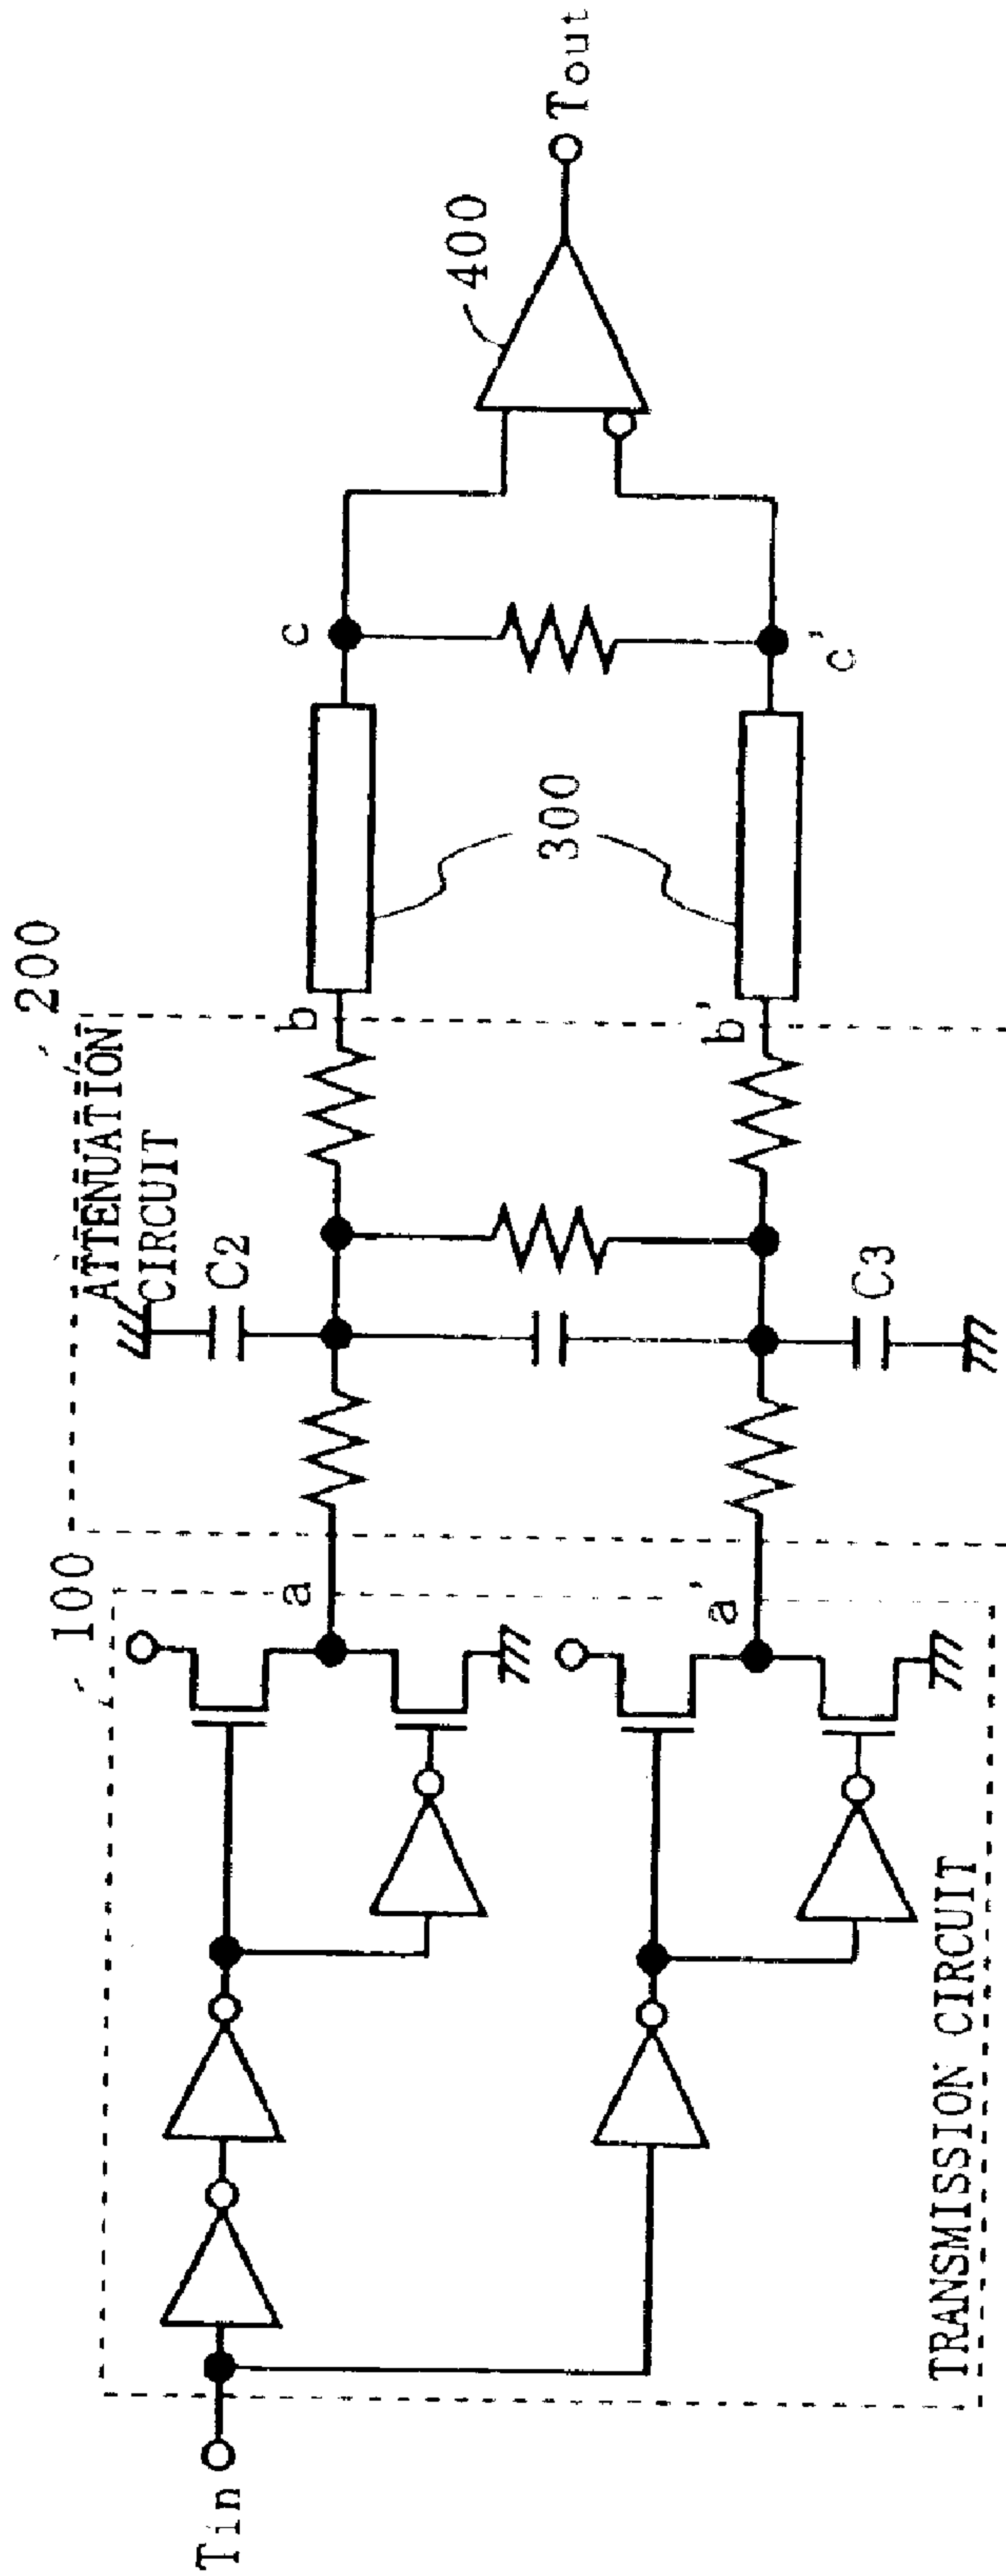 Tin
100
TRANSMISSION CIRCUIT
a
a'
200
ATTENUATION
CIRCUIT
C2
C3
b
b'
300
c
c'
400
Tout